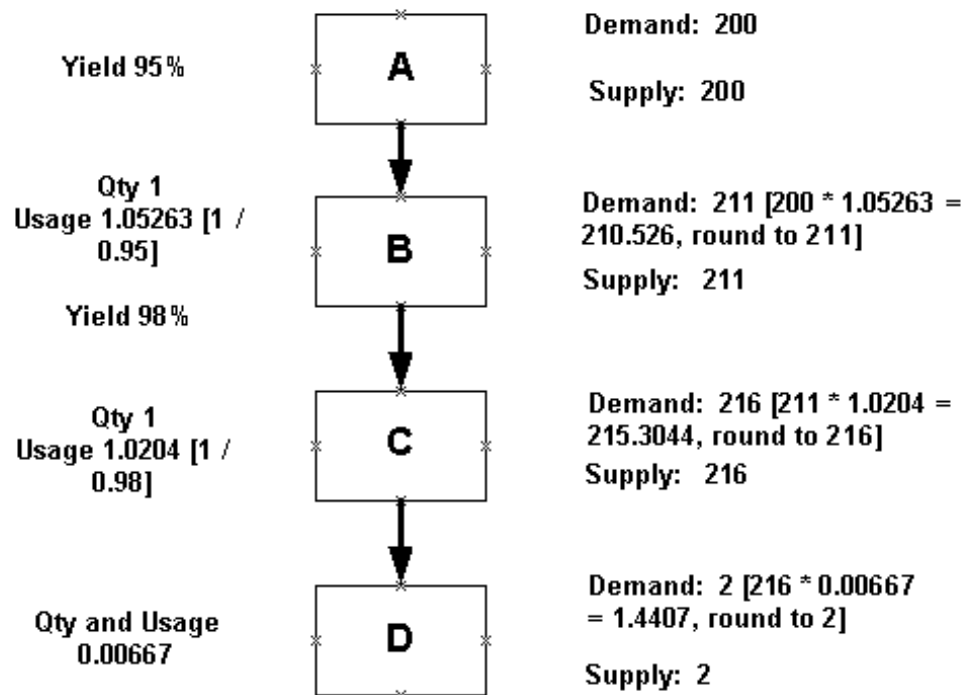 Yield 95%
A
Demand: 200
Supply: 200
Qty 1
Usage 1.05263 [1 /
0.95]
B
Demand: 211 [200 * 1.05263 =
210.526, round to 211]
Supply: 211
Yield 98%
Qty 1
Usage 1.0204 [1 /
0.98]
C
Demand: 216 [211 * 1.0204 =
215.3044, round to 216]
Supply: 216
Qty and Usage
0.00667
D
Demand: 2 [216 * 0.00667
= 1.4407, round to 2]
Supply: 2